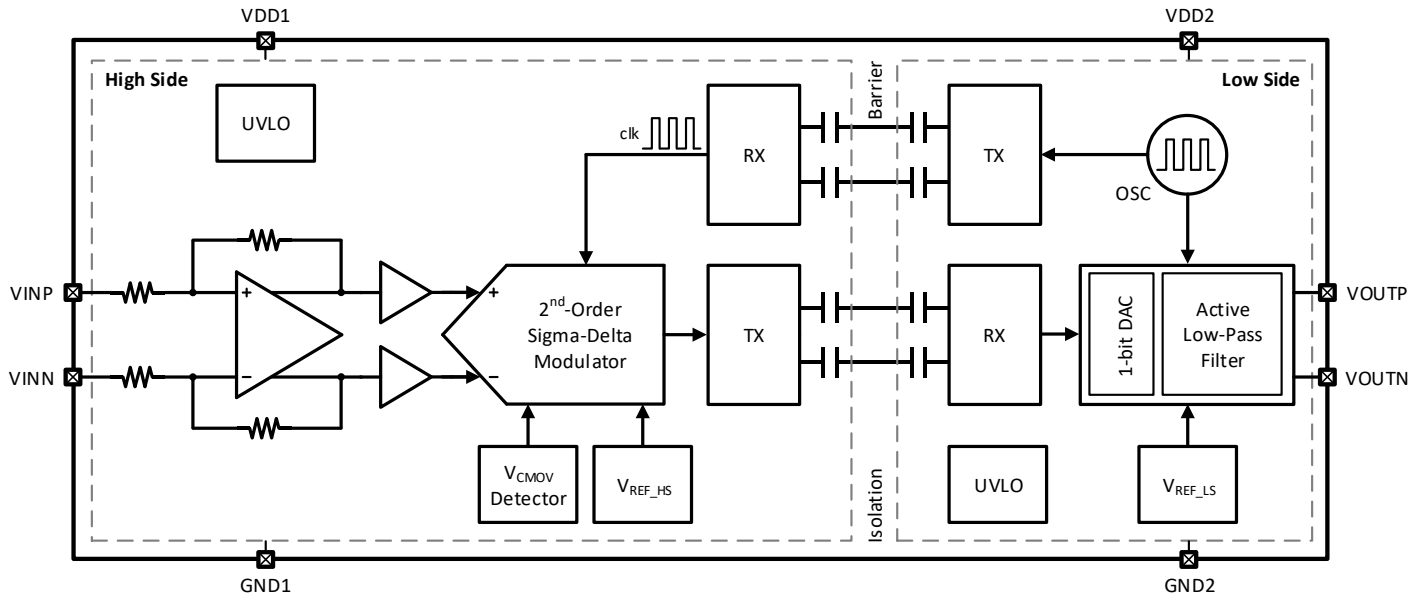 VDD1
VDD2
High Side
Low Side
Isolation Barrier
UVLO
clk
RX
TX
OSC
VINP
VINN
+
−
+
−
2nd-Order
Sigma-Delta
Modulator
TX
RX
1-bit DAC
Active
Low-Pass
Filter
VOUTP
VOUTN
VCMOV
Detector
VREF_HS
UVLO
VREF_LS
GND1
GND2